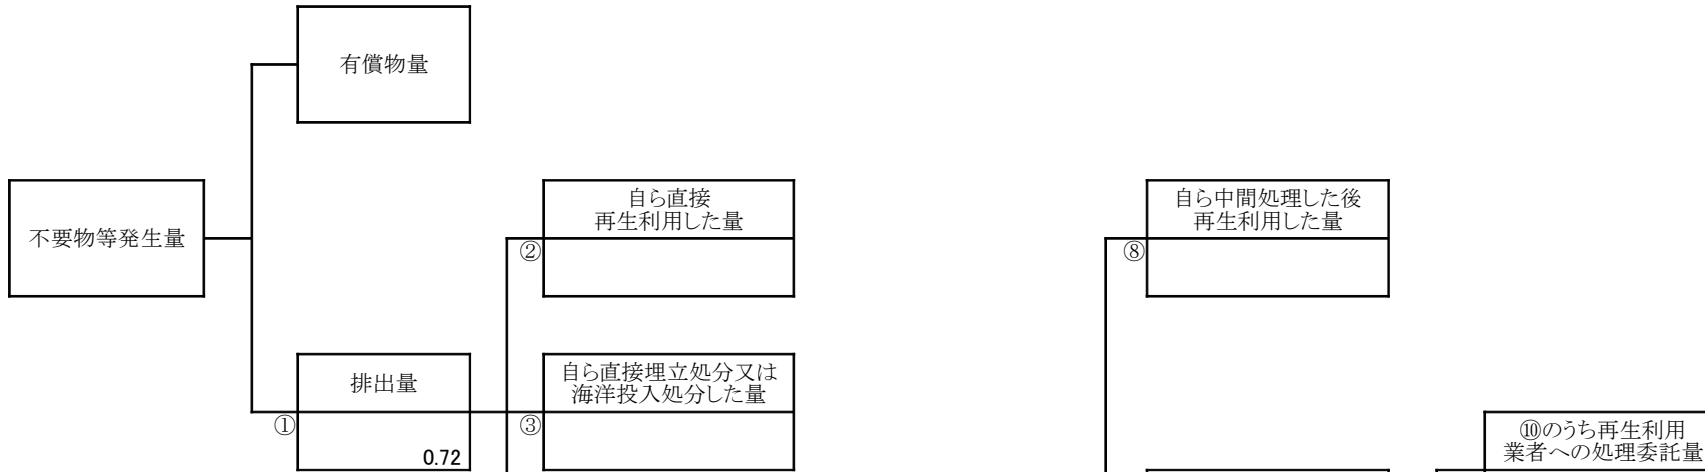 有償物量
不要物等発生量
自ら直接
再生利用した量
②
自ら中間処理した後
再生利用した量
⑧
排出量
①
0.72
自ら直接埋立処分又は
海洋投入処分した量
③
⑩のうち再生利用
業者への処理委託量